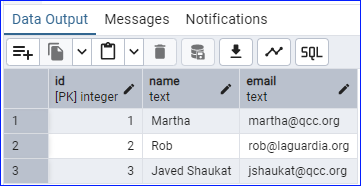 Data Output Messages Notifications
SQL
id name email
[PK] integer text text
1 1 Martha martha@qcc.org
2 2 Rob rob@laguardia.org
3 3 Javed Shaukat jshaukat@qcc.org